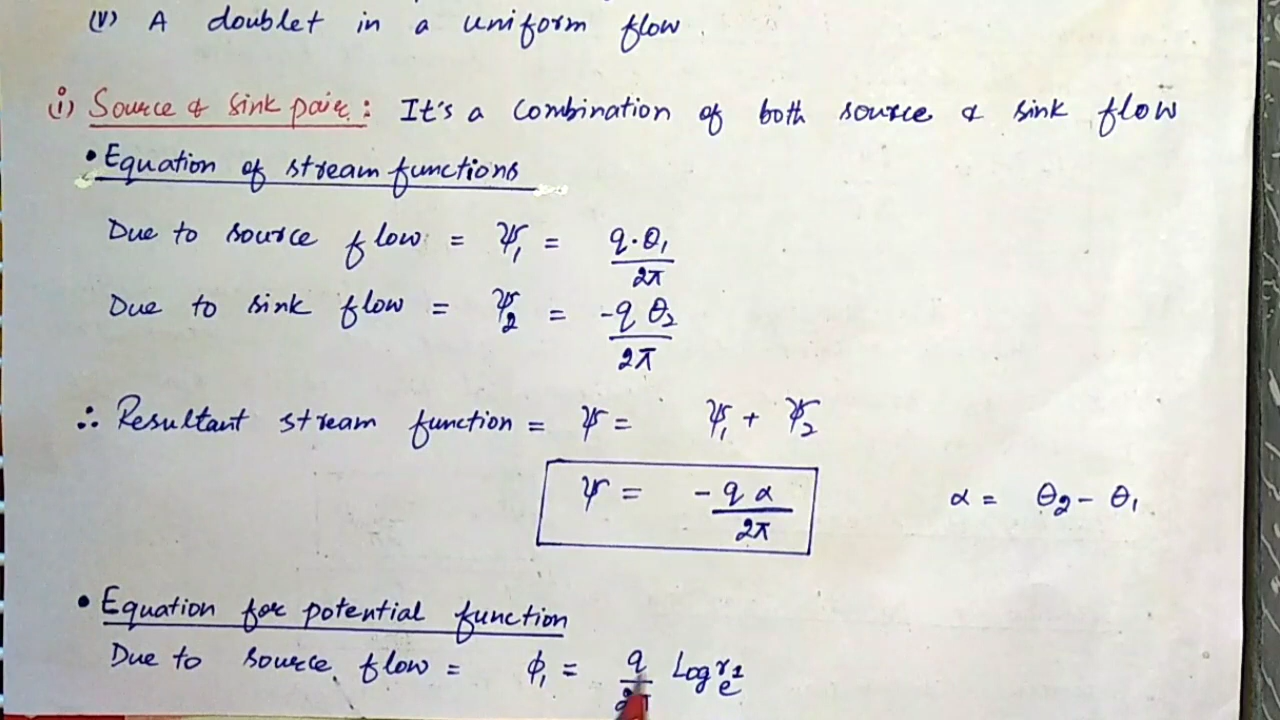 (V) A doublet in a uniform flow.
(i) Source & sink pair: It's a combination of both source & sink flow
• Equation of stream functions
Due to source flow = ψ₁ = q.θ₁ / 2π
Due to sink flow = ψ₂ = -q θ₂ / 2π
∴ Resultant stream function = ψ = ψ₁ + ψ₂
ψ = -q α / 2π α = θ₂ - θ₁
• Equation for potential function
Due to source flow = ϕ₁ = q / 2π Logₑ r₁